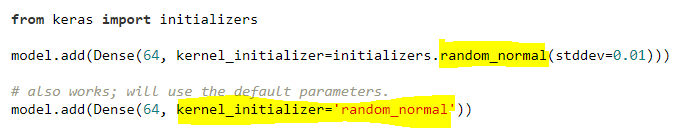 from keras import initializers
model.add(Dense(64, kernel_initializer=initializers.random_normal(stddev=0.01)))
# also works; will use the default parameters.
model.add(Dense(64, kernel_initializer='random_normal'))